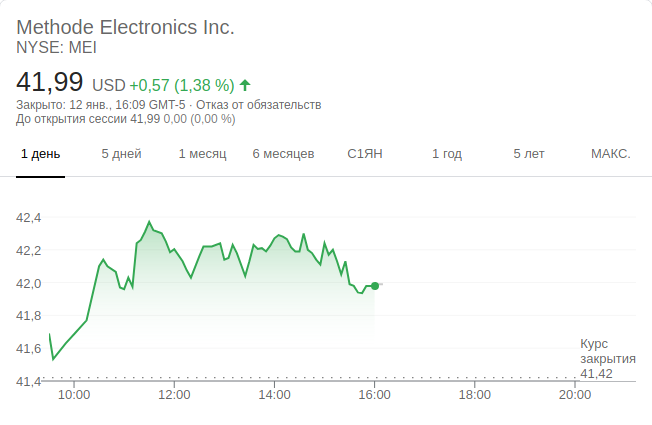 Methode Electronics Inc.
NYSE: MEI
41,99 USD +0,57 (1,38 %)
Закрыто: 12 янв., 16:09 GMT-5 · Отказ от обязательств
До открытия сессии 41,99 0,00 (0,00 %)
1 день 5 дней 1 месяц 6 месяцев С1ЯН 1 год 5 лет МАКС.
42,4
42,2
42,0
41,8
41,6
Курс
закрытия
41,42
41,4
10:00 12:00 14:00 16:00 18:00 20:00